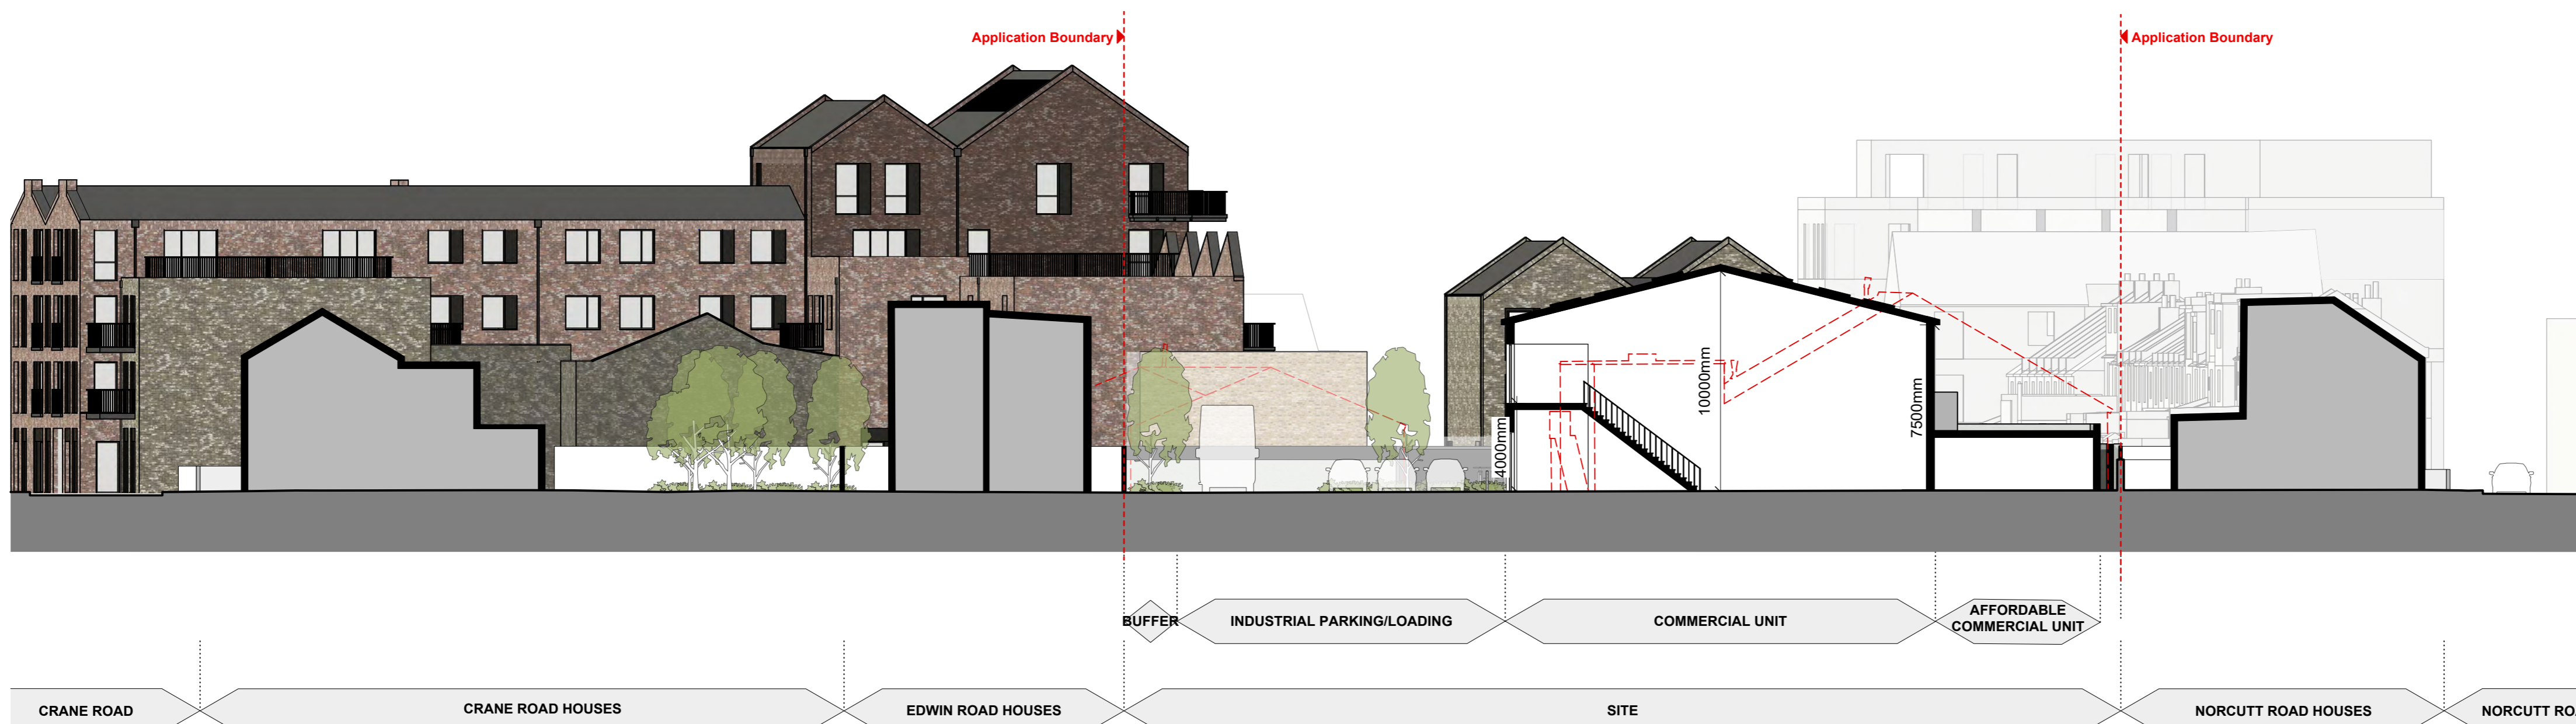 Application Boundary
Application Boundary
10000mm
7500mm
4000mm
BUFFER
INDUSTRIAL PARKING/LOADING
COMMERCIAL UNIT
AFFORDABLE
COMMERCIAL UNIT
CRANE ROAD
CRANE ROAD HOUSES
EDWIN ROAD HOUSES
SITE
NORCUTT ROAD HOUSES
NORCUTT ROA